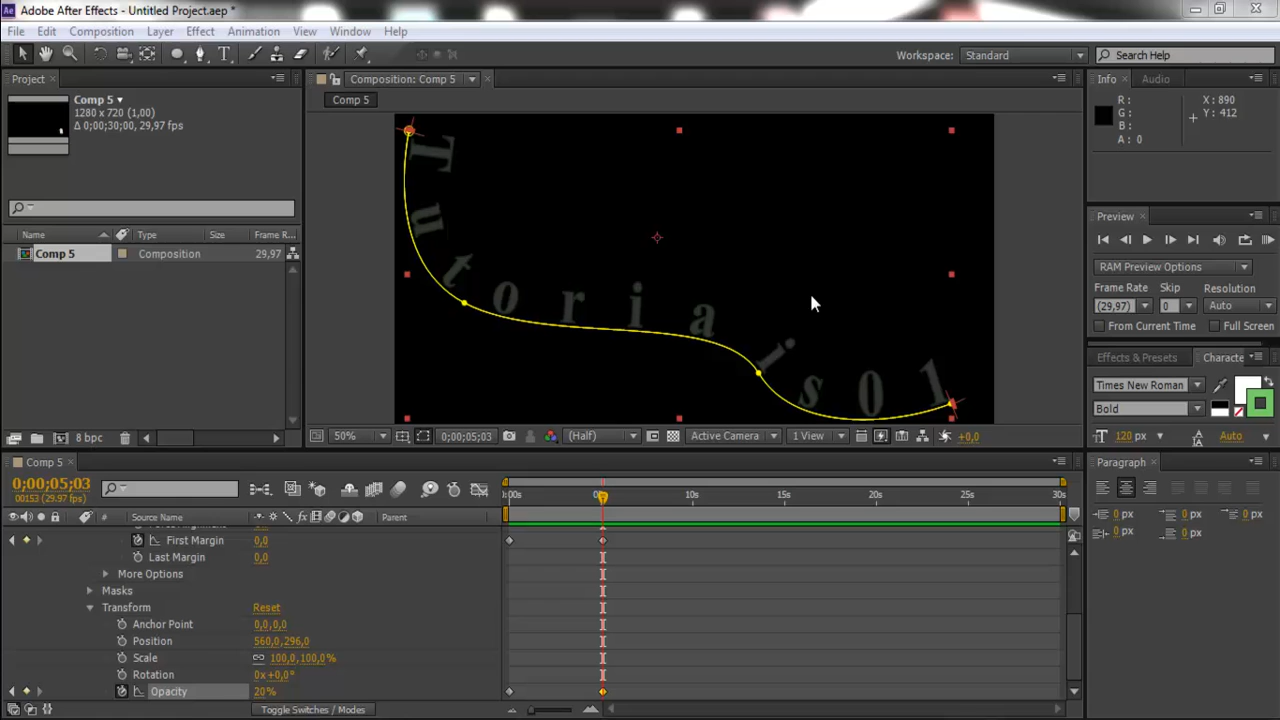 Adobe After Effects - Untitled Project.aep *
File Edit Composition Layer Effect Animation View Window Help
Workspace: Standard Search Help
Project
Composition: Comp 5
Info Audio
Comp 5
1280 x 720 (1,00)
Δ 0;00;30;00, 29,97 fps
Comp 5
R:
G:
B:
A: 0
X: 890
Y: 412
Tutorialsol
Preview
Name Type Size Frame R...
Comp 5 Composition 29,97
RAM Preview Options
Frame Rate Skip Resolution
(29,97) 0 Auto
From Current Time Full Screen
Effects & Presets Characte
Times New Roman
Bold
120 px Auto
8 bpc
50% 0;00;05;03 (Half) Active Camera 1 View +0,0
Comp 5
Paragraph
0;00;05;03
00153 (29.97 fps)
:00s 10s 15s 20s 25s 30s
Source Name Parent
0 px 0 px 0 px
0 px 0 px
First Margin 0,0
Last Margin 0,0
More Options
Masks
Transform Reset
Anchor Point 0,0,0,0
Position 560,0,296,0
Scale 100,0,100,0%
Rotation 0x+0,0°
Opacity 20%
Toggle Switches / Modes